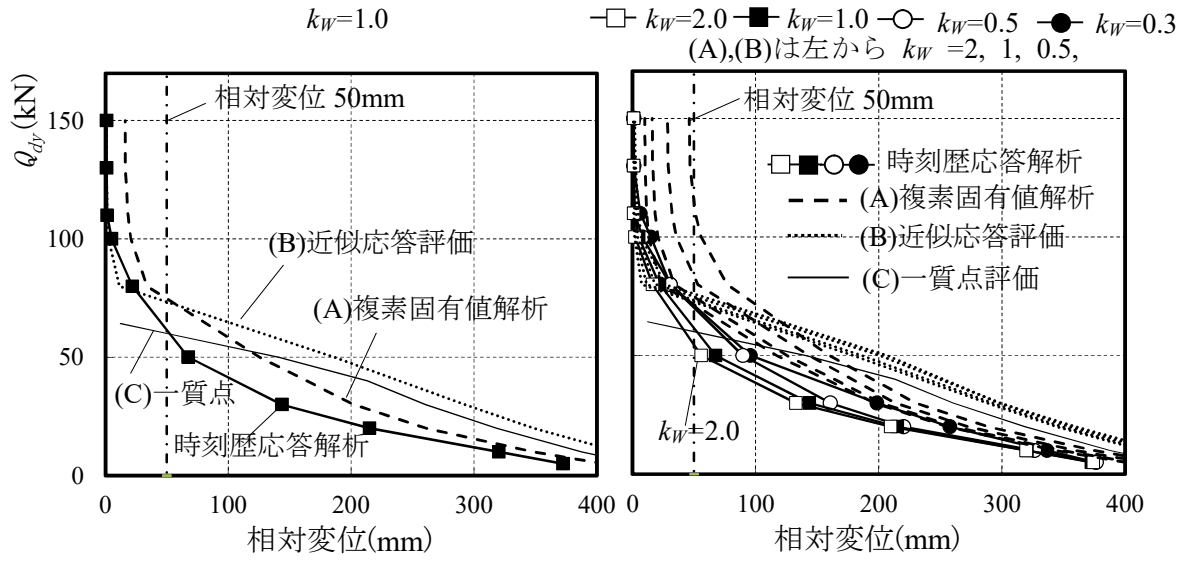 k_W=1.0
k_W=2.0 k_W=1.0 k_W=0.5 k_W=0.3
(A),(B)は左から k_W =2, 1, 0.5,
Q_dy(kN)
150
100
50
0
相対変位 50mm
(B)近似応答評価
(A)複素固有値解析
(C)一質点
時刻歴応答解析
0 100 200 300 400
相対変位(mm)
相対変位 50mm
時刻歴応答解析
(A)複素固有値解析
(B)近似応答評価
(C)一質点評価
k_W=2.0
0 100 200 300 400
相対変位(mm)